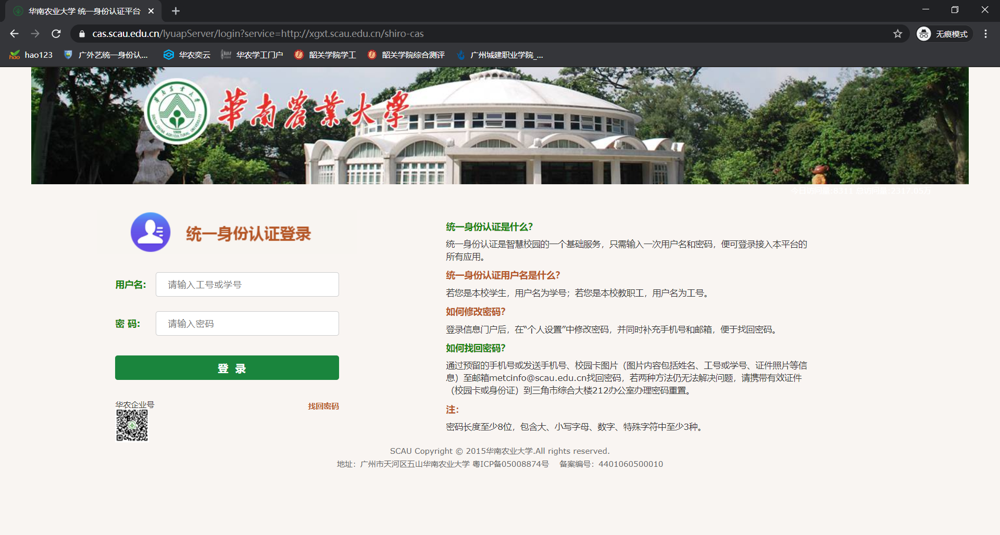 华南农业大学 统一身份认证平台
cas.scau.edu.cn/lyuapServer/login?service=http://xgxt.scau.edu.cn/shiro-cas
无痕模式
hao123
广外艺统一身份认...
华农奕云
华农学工门户
韶关学院学工
韶关学院综合测评
广州城建职业学院_...
華南農業大學
华南农业大学
SOUTH CHINA AGRICULTURAL UNIVERSITY
1909
今日访问量:8311 总访问量:2517.05万
统一身份认证登录
用户名:
请输入工号或学号
密 码:
请输入密码
登 录
华农企业号
找回密码
统一身份认证是什么?
统一身份认证是智慧校园的一个基础服务，只需输入一次用户名和密码，便可登录接入本平台的
所有应用。
统一身份认证用户名是什么?
若您是本校学生，用户名为学号；若您是本校教职工，用户名为工号。
如何修改密码?
登录信息门户后，在“个人设置”中修改密码，并同时补充手机号和邮箱，便于找回密码。
如何找回密码?
通过预留的手机号或发送手机号、校园卡图片（图片内容包括姓名、工号或学号、证件照片等信
息）至邮箱metcinfo@scau.edu.cn找回密码，若两种方法仍无法解决问题，请携带有效证件
（校园卡或身份证）到三角市综合大楼212办公室办理密码重置。
注：
密码长度至少8位，包含大、小写字母、数字、特殊字符中至少3种。
SCAU Copyright © 2015华南农业大学.All rights reserved.
地址：广州市天河区五山华南农业大学 粤ICP备05008874号 备案编号：4401060500010